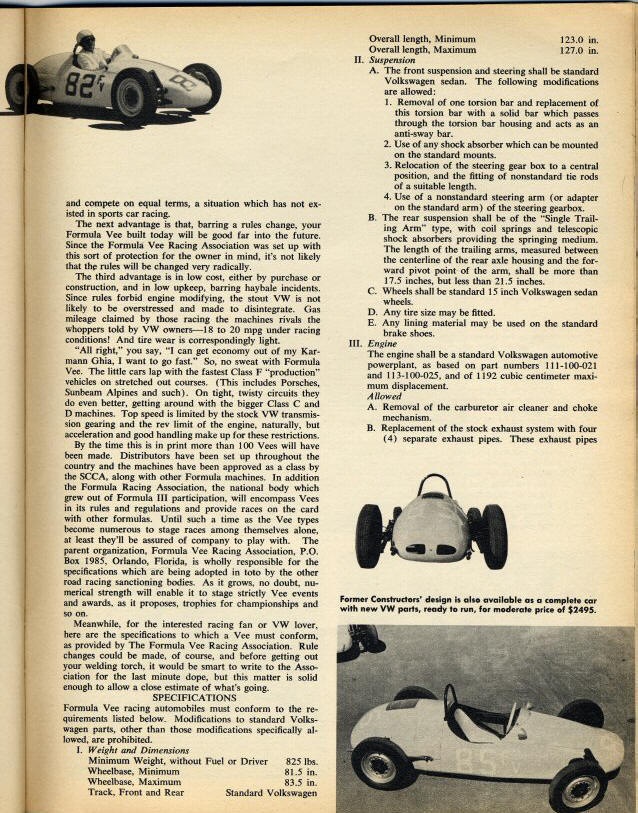 82 F
V
and compete on equal terms, a situation which has not ex-
isted in sports car racing.
The next advantage is that, barring a rules change, your
Formula Vee built today will be good far into the future.
Since the Formula Vee Racing Association was set up with
this sort of protection for the owner in mind, it's not likely
that the rules will be changed very radically.
The third advantage is in low cost, either by purchase or
construction, and in low upkeep, barring haybale incidents.
Since rules forbid engine modifying, the stout VW is not
likely to be overstressed and made to disintegrate. Gas
mileage claimed by those racing the machines rivals the
whoppers told by VW owners—18 to 20 mpg under racing
conditions! And tire wear is correspondingly light.
"All right," you say, "I can get economy out of my Kar-
mann Ghia, I want to go fast." So, no sweat with Formula
Vee. The little cars lap with the fastest Class F "production"
vehicles on stretched out courses. (This includes Porsches,
Sunbeam Alpines and such). On tight, twisty circuits they
do even better, getting around with the bigger Class C and
D machines. Top speed is limited by the stock VW transmis-
sion gearing and the rev limit of the engine, naturally, but
acceleration and good handling make up for these restrictions.
By the time this is in print more than 100 Vees will have
been made. Distributors have been set up throughout the
country and the machines have been approved as a class by
the SCCA, along with other Formula machines. In addition
the Formula Racing Association, the national body which
grew out of Formula III participation, will encompass Vees
in its rules and regulations and provide races on the card
with other formulas. Until such a time as the Vee types
become numerous to stage races among themselves alone,
at least they'll be assured of company to play with. The
parent organization, Formula Vee Racing Association, P.O.
Box 1985, Orlando, Florida, is wholly responsible for the
specifications which are being adopted in toto by the other
road racing sanctioning bodies. As it grows, no doubt, nu-
merical strength will enable it to stage strictly Vee events
and awards, as it proposes, trophies for championships and
so on.
Meanwhile, for the interested racing fan or VW lover,
here are the specifications to which a Vee must conform,
as provided by The Formula Vee Racing Association. Rule
changes could be made, of course, and before getting out
your welding torch, it would be smart to write to the Asso-
ciation for the last minute dope, but this matter is solid
enough to allow a close estimate of what's going.
SPECIFICATIONS
Formula Vee racing automobiles must conform to the re-
quirements listed below. Modifications to standard Volks-
wagen parts, other than those modifications specifically al-
lowed, are prohibited.
I. Weight and Dimensions
Minimum Weight, without Fuel or Driver 825 lbs.
Wheelbase, Minimum 81.5 in.
Wheelbase, Maximum 83.5 in.
Track, Front and Rear Standard Volkswagen
Overall length, Minimum 123.0 in.
Overall length, Maximum 127.0 in.
II. Suspension
A. The front suspension and steering shall be standard
Volkswagen sedan. The following modifications
are allowed:
1. Removal of one torsion bar and replacement of
this torsion bar with a solid bar which passes
through the torsion bar housing and acts as an
anti-sway bar.
2. Use of any shock absorber which can be mounted
on the standard mounts.
3. Relocation of the steering gear box to a central
position, and the fitting of nonstandard tie rods
of a suitable length.
4. Use of a nonstandard steering arm (or adapter
on the standard arm) of the steering gearbox.
B. The rear suspension shall be of the "Single Trail-
ing Arm" type, with coil springs and telescopic
shock absorbers providing the springing medium.
The length of the trailing arms, measured between
the centerline of the rear axle housing and the for-
ward pivot point of the arm, shall be more than
17.5 inches, but less than 21.5 inches.
C. Wheels shall be standard 15 inch Volkswagen sedan
wheels.
D. Any tire size may be fitted.
E. Any lining material may be used on the standard
brake shoes.
III. Engine
The engine shall be a standard Volkswagen automotive
powerplant, as based on part numbers 111-100-021
and 113-100-025, and of 1192 cubic centimeter maxi-
mum displacement.
Allowed
A. Removal of the carburetor air cleaner and choke
mechanism.
B. Replacement of the stock exhaust system with four
(4) separate exhaust pipes. These exhaust pipes
Former Constructors' design is also available as a complete car
with new VW parts, ready to run, for moderate price of $2495.